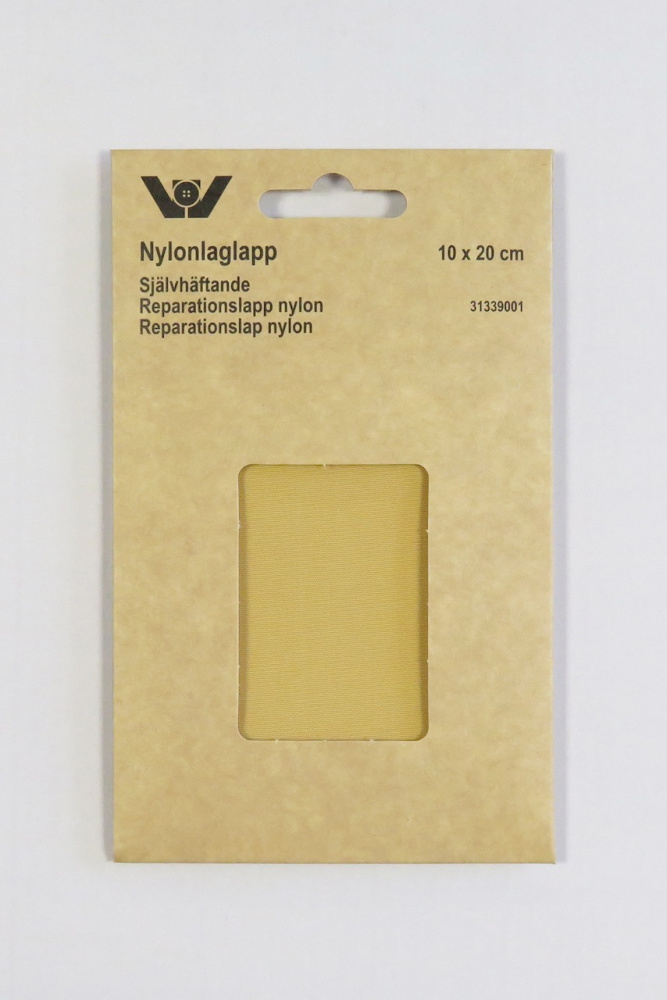 Nylonlaglapp 10 x 20 cm
Självhäftande
Reparationslapp nylon 31339001
Reparationslap nylon